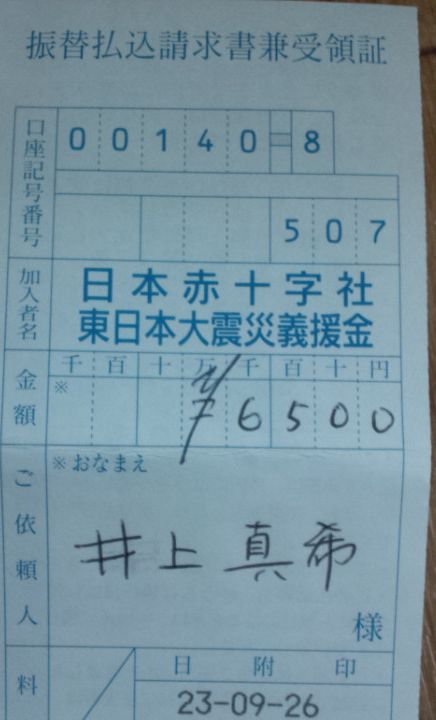 振替払込請求書兼受領証
口座記号番号
00140-8
507
加入者名
日本赤十字社
東日本大震災義援金
金額
千百十万千百十円
※
¥6500
ご依頼人
※おなまえ
井上真希
様
料
日附印
23-09-26